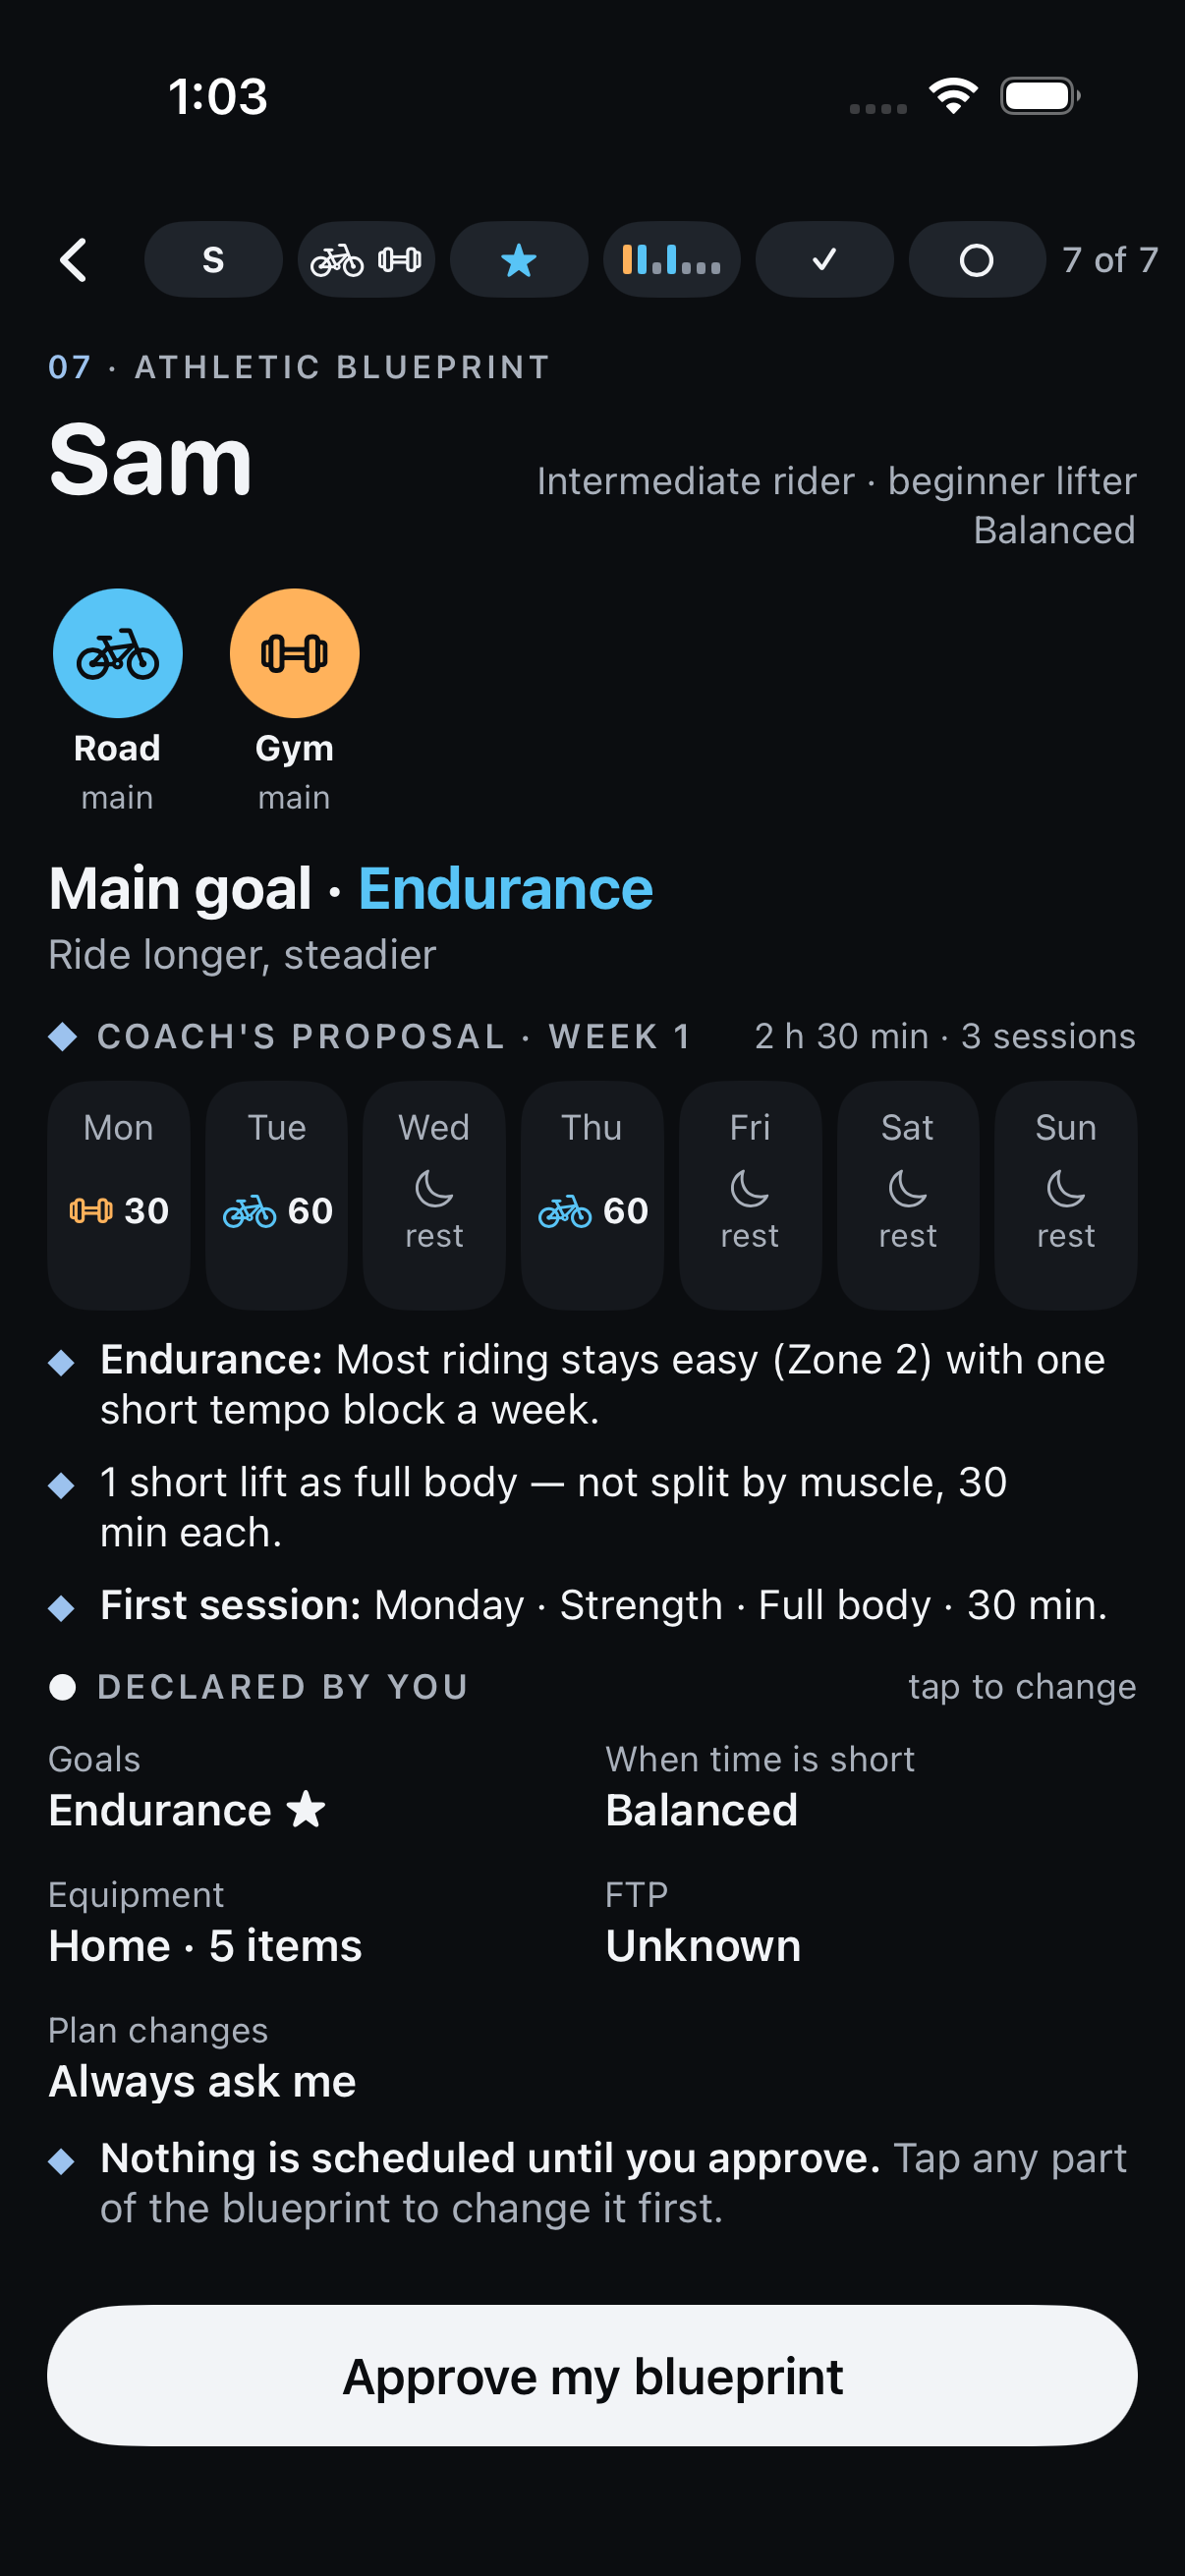 1:03
S
7 of 7
07 · ATHLETIC BLUEPRINT
Sam
Intermediate rider · beginner lifter
Balanced
Road
main
Gym
main
Main goal · Endurance
Ride longer, steadier
COACH'S PROPOSAL · WEEK 1
2 h 30 min · 3 sessions
Mon
30
Tue
60
Wed
rest
Thu
60
Fri
rest
Sat
rest
Sun
rest
Endurance: Most riding stays easy (Zone 2) with one
short tempo block a week.
1 short lift as full body — not split by muscle, 30
min each.
First session: Monday · Strength · Full body · 30 min.
DECLARED BY YOU
tap to change
Goals
Endurance ★
When time is short
Balanced
Equipment
Home · 5 items
FTP
Unknown
Plan changes
Always ask me
Nothing is scheduled until you approve. Tap any part
of the blueprint to change it first.
Approve my blueprint